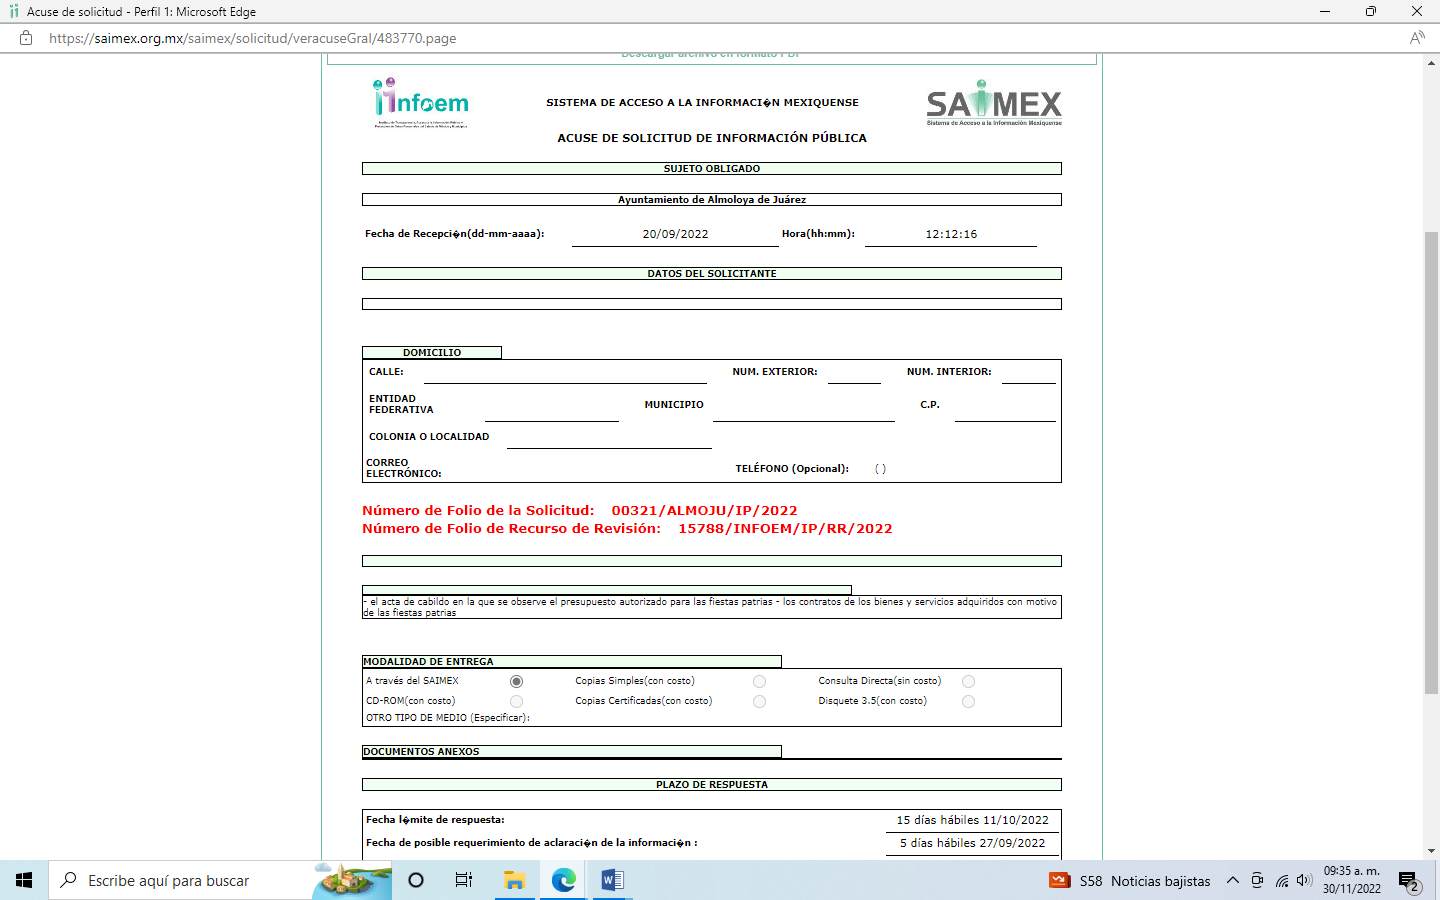 Acuse de solicitud - Perfil 1: Microsoft Edge
https://saimex.org.mx/saimex/solicitud/veracuseGral/483770.page
Descargar archivo en formato PDF
infoem
SISTEMA DE ACCESO A LA INFORMACI�N MEXIQUENSE
SAIMEX
Sistema de Acceso a la Información Mexiquense
ACUSE DE SOLICITUD DE INFORMACIÓN PÚBLICA
SUJETO OBLIGADO
Ayuntamiento de Almoloya de Juárez
Fecha de Recepci�n(dd-mm-aaaa): 20/09/2022 Hora(hh:mm): 12:12:16
DATOS DEL SOLICITANTE
DOMICILIO
CALLE: NUM. EXTERIOR: NUM. INTERIOR:
ENTIDAD FEDERATIVA MUNICIPIO C.P.
COLONIA O LOCALIDAD
CORREO ELECTRÓNICO: TELÉFONO (Opcional): ( )
Número de Folio de la Solicitud: 00321/ALMOJU/IP/2022
Número de Folio de Recurso de Revisión: 15788/INFOEM/IP/RR/2022
- el acta de cabildo en la que se observe el presupuesto autorizado para las fiestas patrias - los contratos de los bienes y servicios adquiridos con motivo
de las fiestas patrias
MODALIDAD DE ENTREGA
A través del SAIMEX Copias Simples(con costo) Consulta Directa(sin costo)
CD-ROM(con costo) Copias Certificadas(con costo) Disquete 3.5(con costo)
OTRO TIPO DE MEDIO (Especificar):
DOCUMENTOS ANEXOS
PLAZO DE RESPUESTA
Fecha l�mite de respuesta: 15 días hábiles 11/10/2022
Fecha de posible requerimiento de aclaraci�n de la informaci�n : 5 días hábiles 27/09/2022
Escribe aquí para buscar
S58 Noticias bajistas
09:35 a. m.
30/11/2022
2